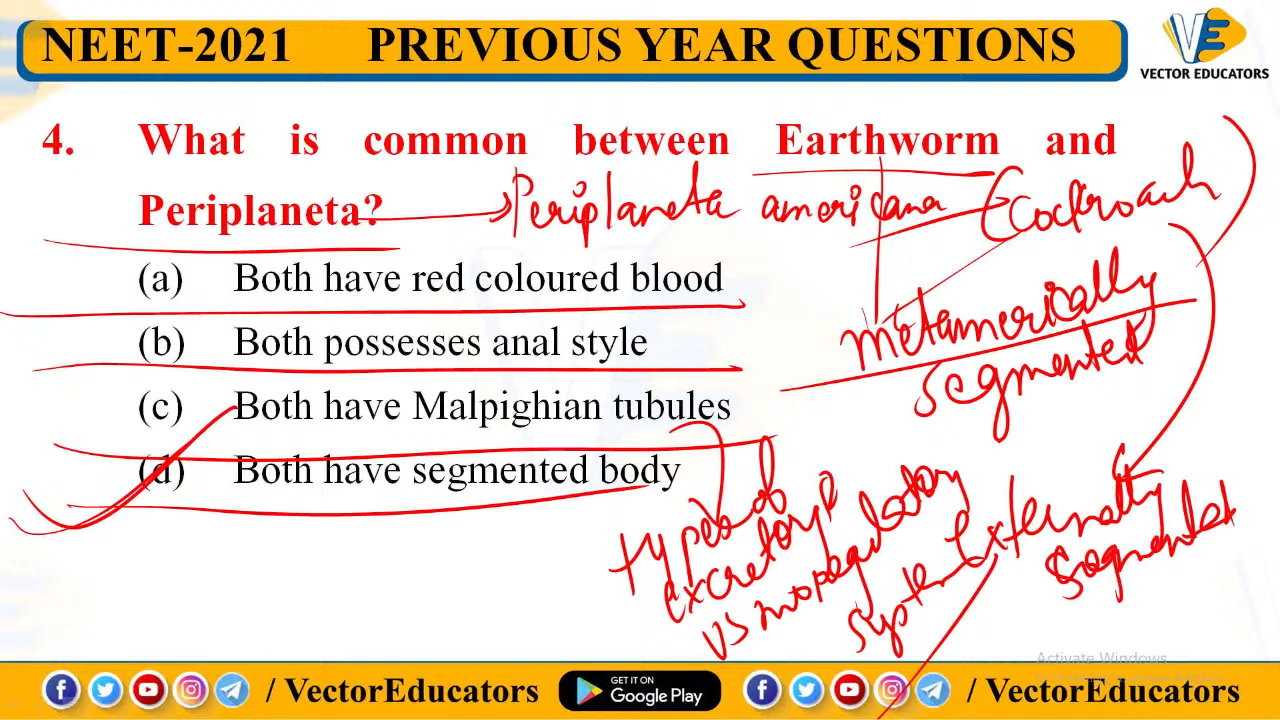 NEET-2021 PREVIOUS YEAR QUESTIONS
VECTOR EDUCATORS
4. What is common between Earthworm and
Periplaneta?
Periplaneta americana
Cockroach
(a) Both have red coloured blood
(b) Both possesses anal style
(c) Both have Malpighian tubules
(d) Both have segmented body
metamerically
segmented
types of
excretory
system
externally
segmented
Activate Windows
/ VectorEducators
GET IT ON
Google Play
/ VectorEducators